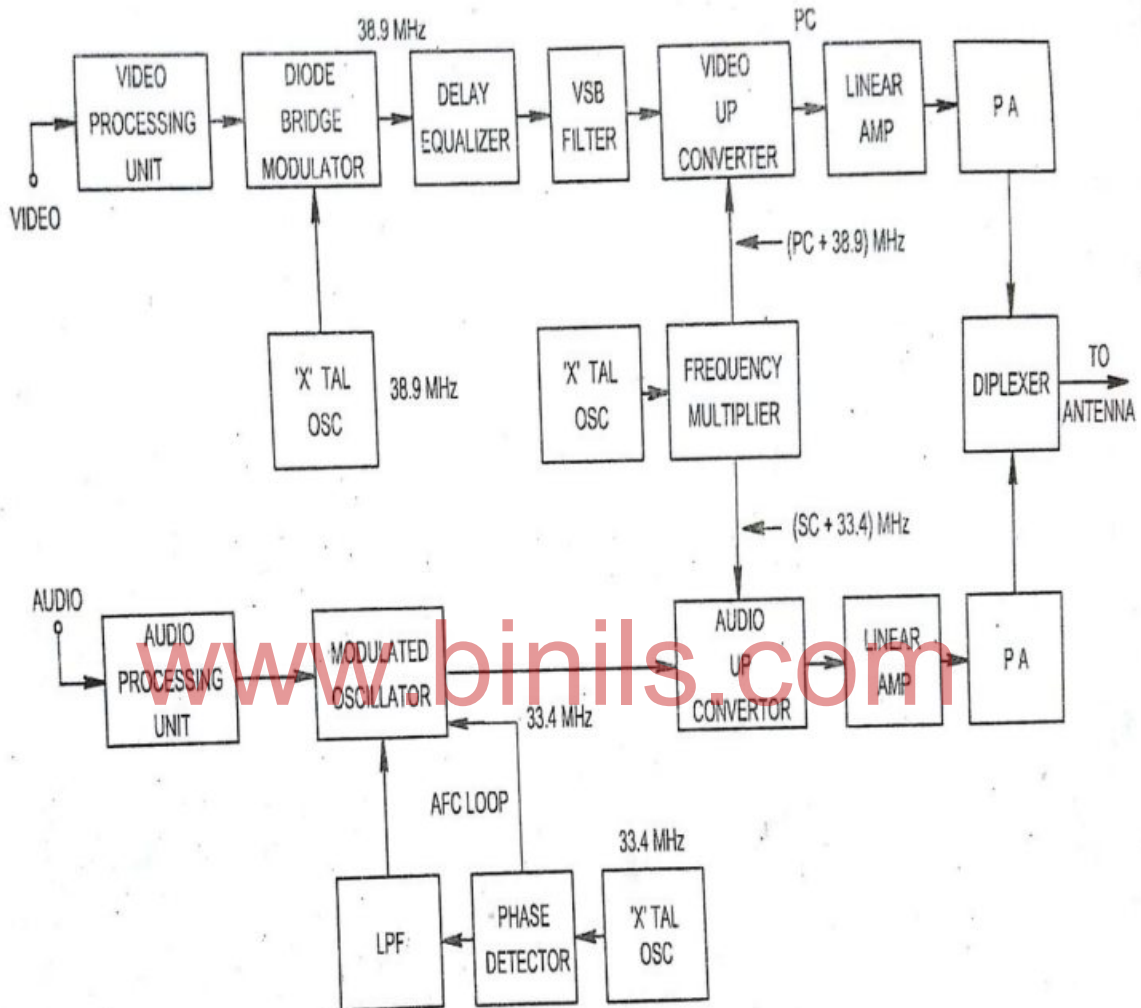 38.9 MHz
PC
VIDEO
PROCESSING
UNIT
DIODE
BRIDGE
MODULATOR
DELAY
EQUALIZER
VSB
FILTER
VIDEO
UP
CONVERTER
LINEAR
AMP
P A
VIDEO
(PC + 38.9) MHz
'X' TAL
OSC
38.9 MHz
'X' TAL
OSC
FREQUENCY
MULTIPLIER
DIPLEXER
TO
ANTENNA
(SC + 33.4) MHz
AUDIO
AUDIO
PROCESSING
UNIT
MODULATED
OSCILLATOR
33.4 MHz
AUDIO
UP
CONVERTOR
LINEAR
AMP
P A
www.binils.com
AFC LOOP
33.4 MHz
LPF
PHASE
DETECTOR
'X' TAL
OSC